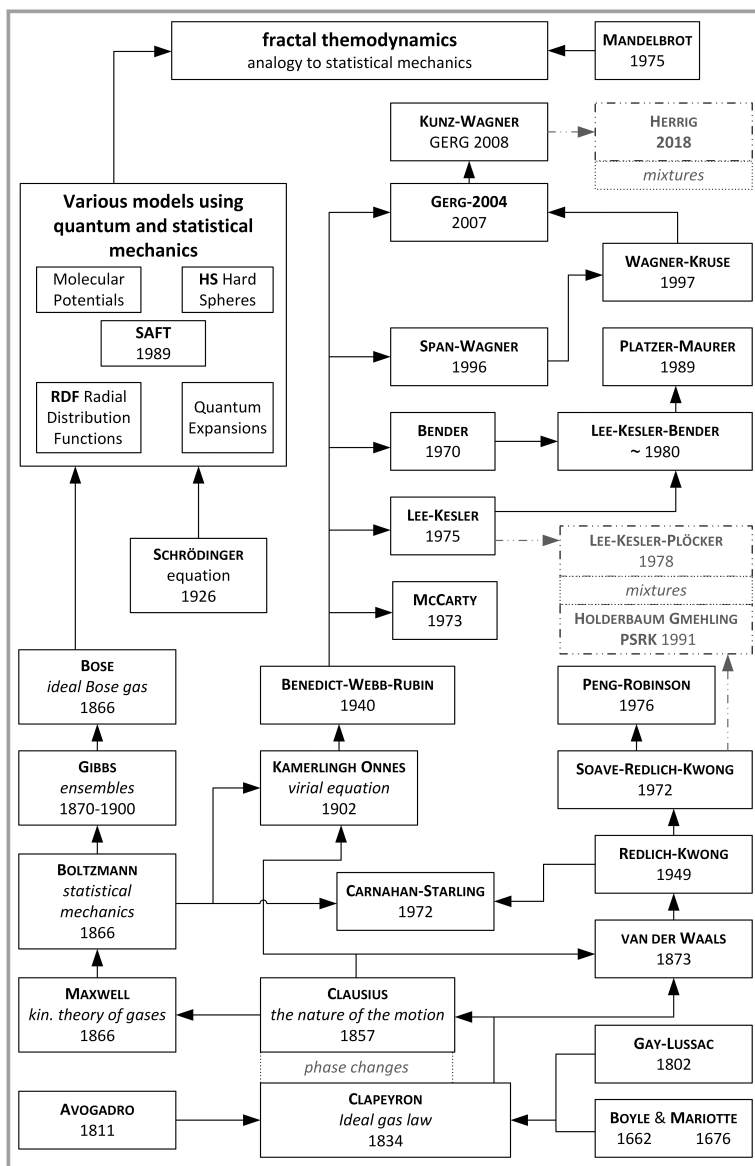 fractal themodynamics
analogy to statistical mechanics
MANDELBROT
1975
KUNZ-WAGNER
GERG 2008
HERRIG
2018
mixtures
Various models using
quantum and statistical
mechanics
GERG-2004
2007
Molecular
Potentials
HS Hard
Spheres
SAFT
1989
RDF Radial
Distribution
Functions
Quantum
Expansions
WAGNER-KRUSE
1997
SPAN-WAGNER
1996
PLATZER-MAURER
1989
BENDER
1970
LEE-KESLER-BENDER
~ 1980
LEE-KESLER
1975
SCHRÖDINGER
equation
1926
LEE-KESLER-PLÖCKER
1978
mixtures
HOLDERBAUM GMEHLING
PSRK 1991
MCCARTY
1973
BOSE
ideal Bose gas
1866
BENEDICT-WEBB-RUBIN
1940
PENG-ROBINSON
1976
GIBBS
ensembles
1870-1900
KAMERLINGH ONNES
virial equation
1902
SOAVE-REDLICH-KWONG
1972
BOLTZMANN
statistical
mechanics
1866
CARNAHAN-STARLING
1972
REDLICH-KWONG
1949
VAN DER WAALS
1873
MAXWELL
kin. theory of gases
1866
CLAUSIUS
the nature of the motion
1857
phase changes
GAY-LUSSAC
1802
AVOGADRO
1811
CLAPEYRON
Ideal gas law
1834
BOYLE & MARIOTTE
1662 1676